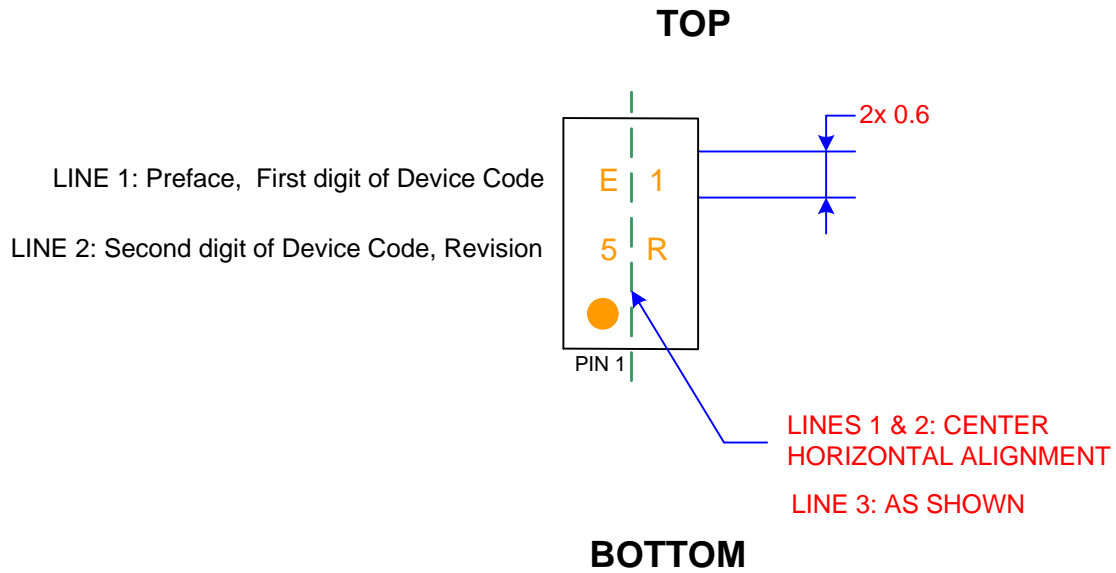 TOP
2x 0.6
LINE 1: Preface, First digit of Device Code
E 1
LINE 2: Second digit of Device Code, Revision
5 R
PIN 1
LINES 1 & 2: CENTER
HORIZONTAL ALIGNMENT
LINE 3: AS SHOWN
BOTTOM